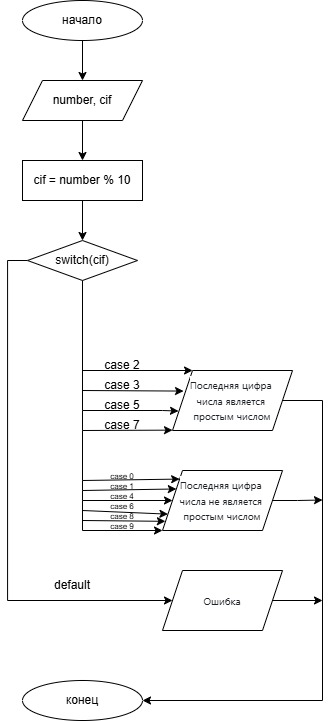 начало
number, cif
cif = number % 10
switch(cif)
case 2
case 3
case 5
case 7
Последняя цифра
числа является
простым числом
case 0
case 1
case 4
case 6
case 8
case 9
Последняя цифра
числа не является
простым числом
default
Ошибка
конец